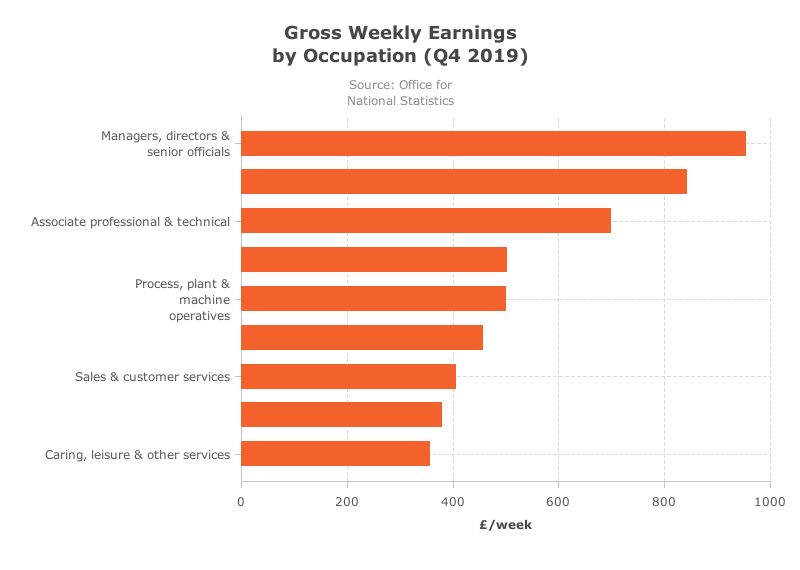 Gross Weekly Earnings
by Occupation (Q4 2019)
Source: Office for
National Statistics
Managers, directors &
senior officials
Associate professional & technical
Process, plant &
machine
operatives
Sales & customer services
Caring, leisure & other services
0 200 400 600 800 1000
£/week